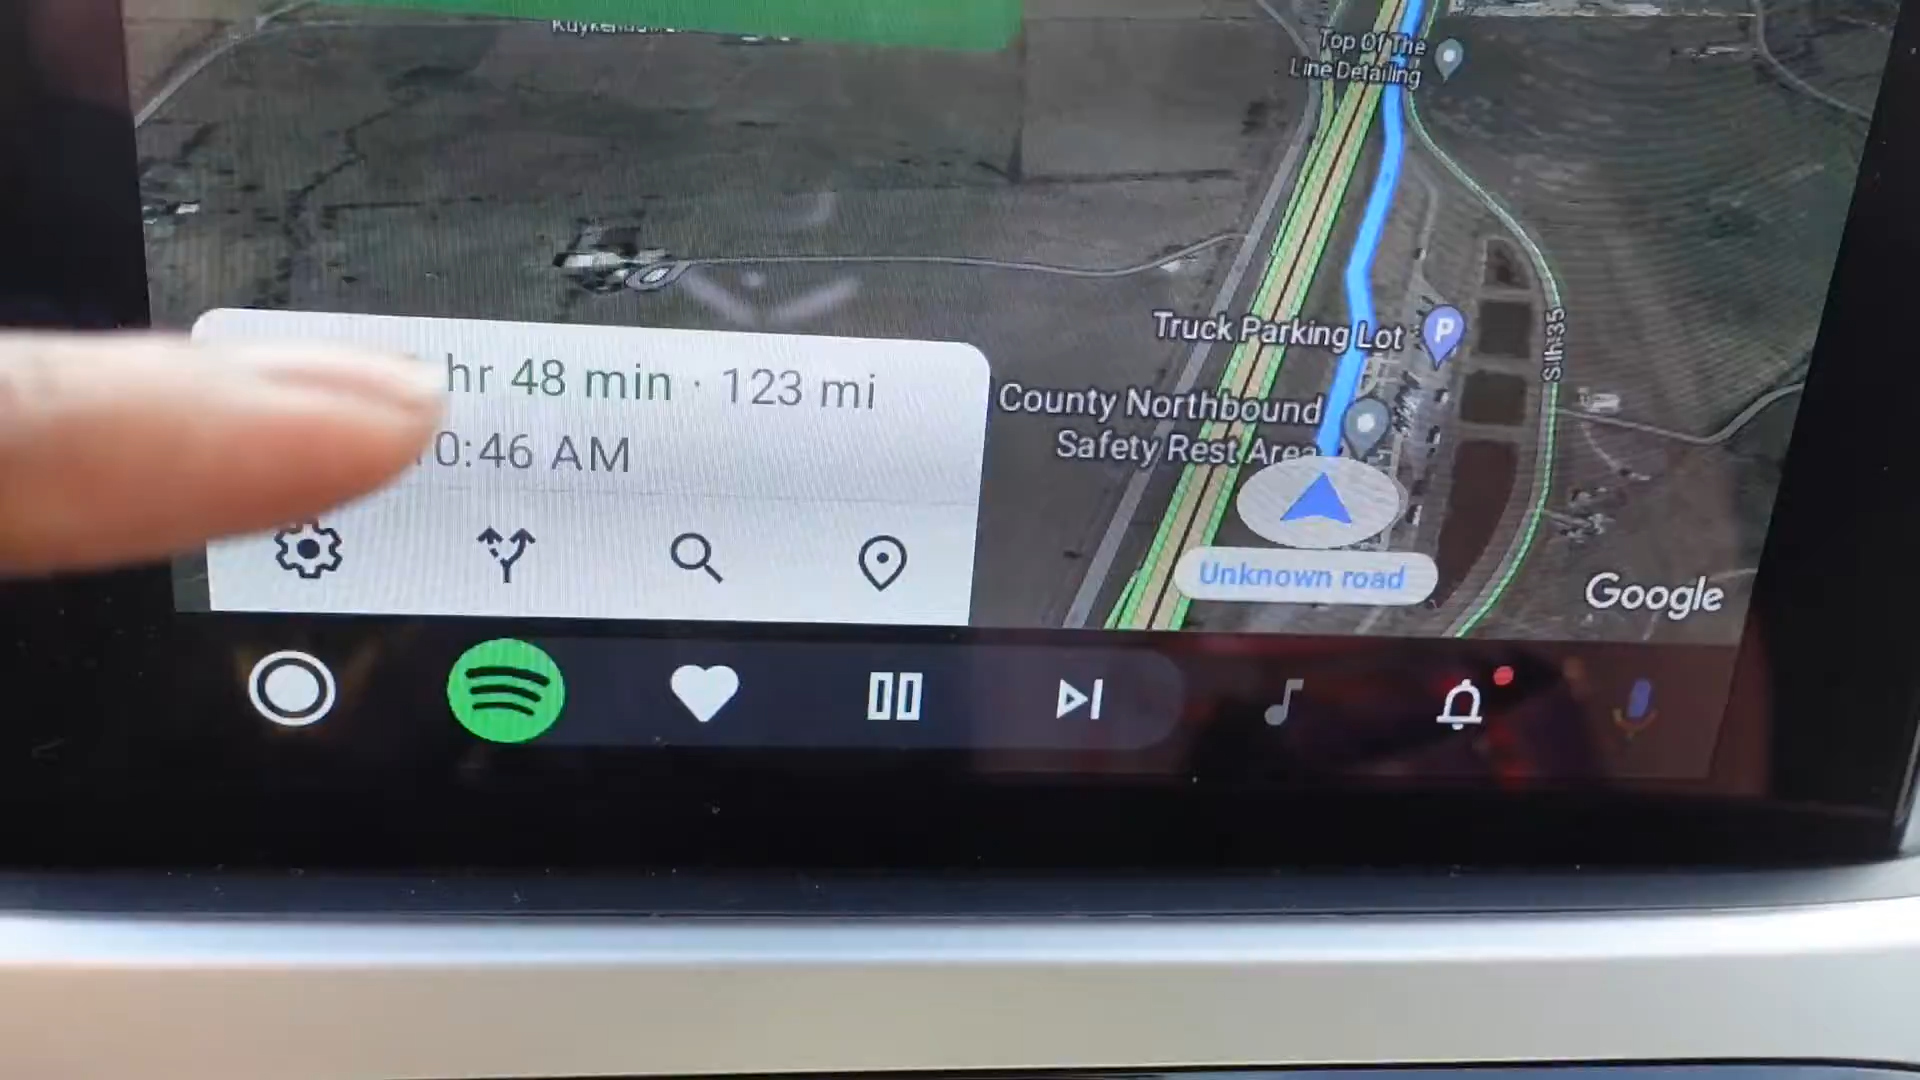 Top Of The
Line Detailing
Truck Parking Lot
County Northbound
Safety Rest Area
SIh35
hr 48 min · 123 mi
0:46 AM
Unknown road
Google